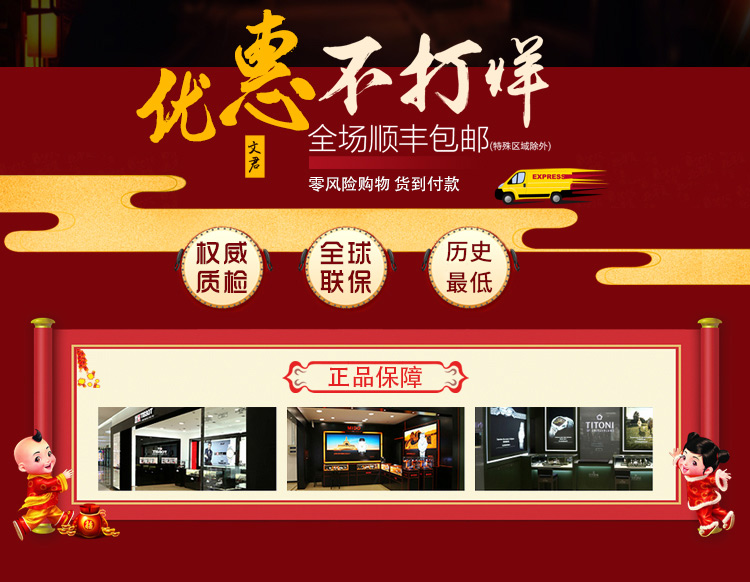 优惠不打烊
文君
全场顺丰包邮(特殊区域除外)
零风险购物 货到付款
EXPRESS
权威
质检
全球
联保
历史
最低
正品保障
TISSOT
TISSOT
TITONI